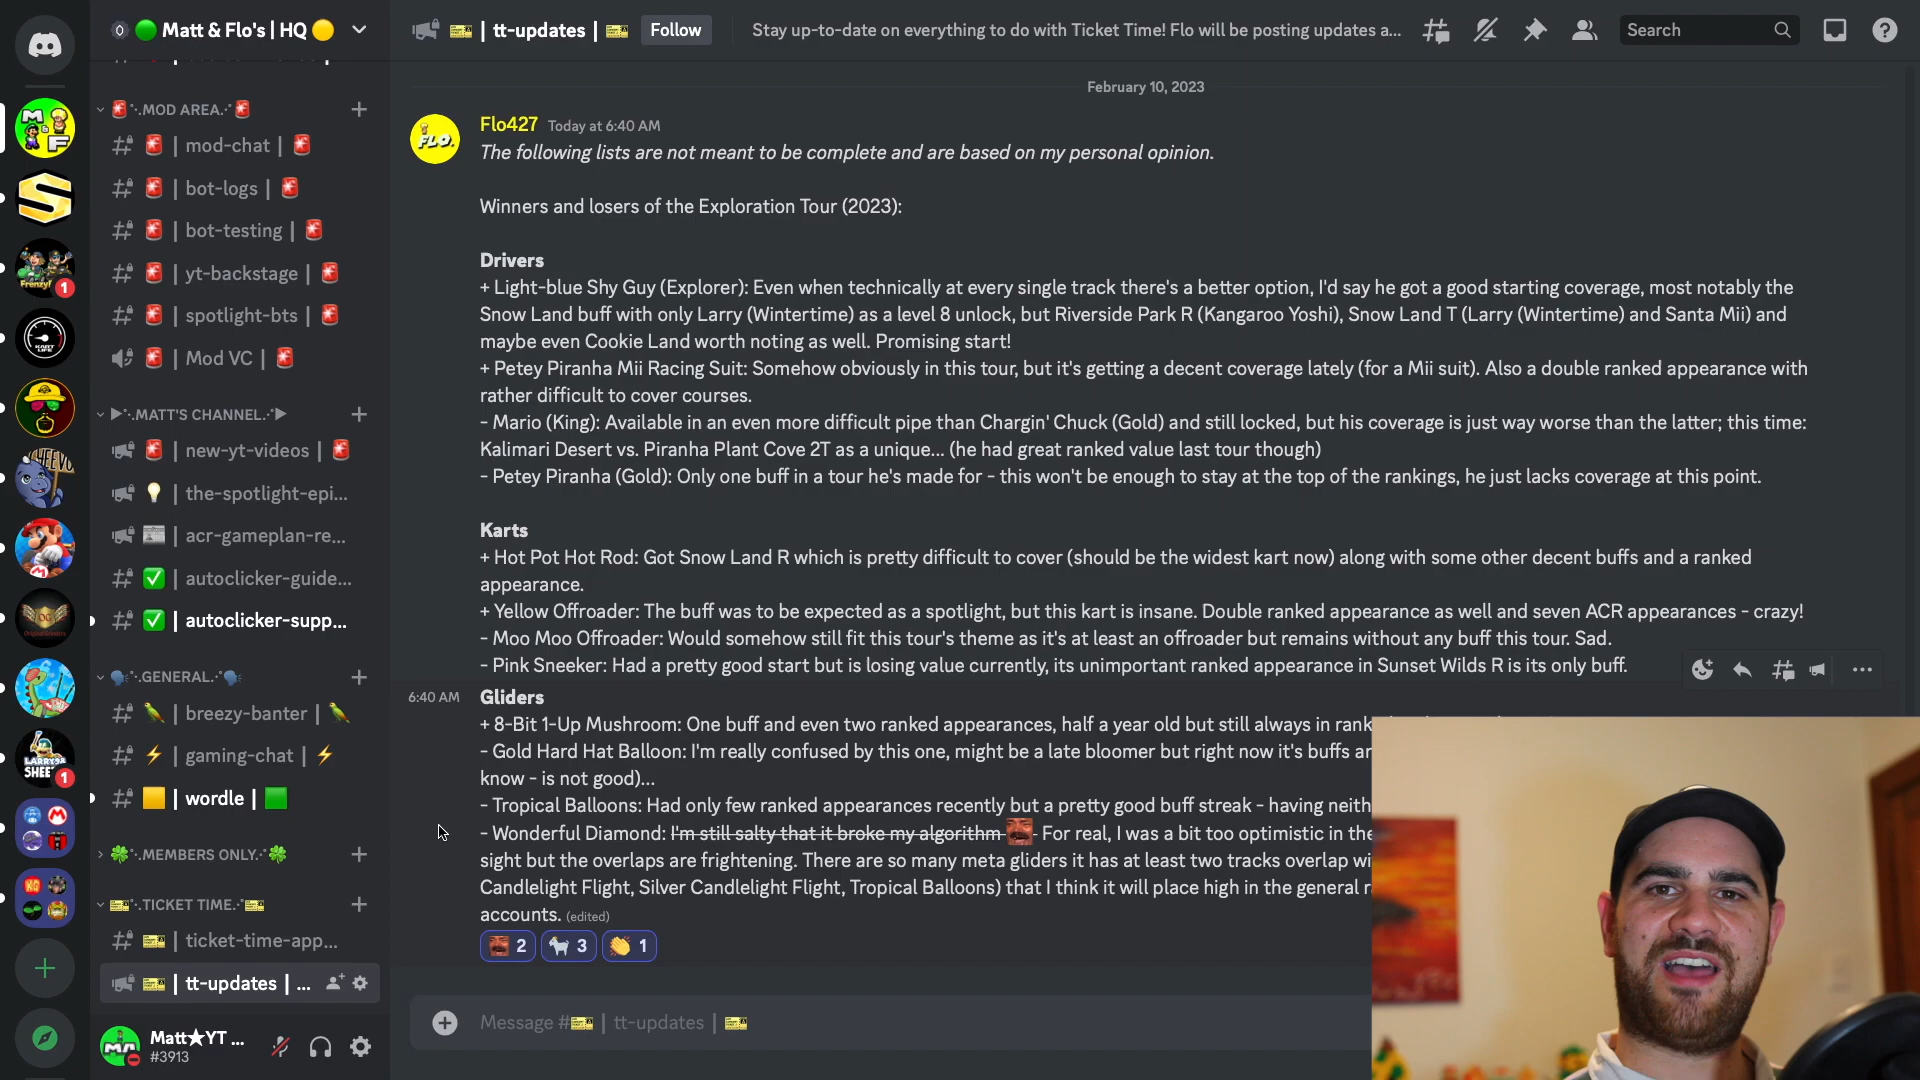 Matt & Flo's | HQ
| tt-updates |
Follow
Stay up-to-date on everything to do with Ticket Time! Flo will be posting updates a...
Search
.MOD AREA.
| mod-chat |
| bot-logs |
| bot-testing |
| yt-backstage |
| spotlight-bts |
| Mod VC |
.MATT'S CHANNEL.
| new-yt-videos |
| the-spotlight-epi...
| acr-gameplan-re...
| autoclicker-guide...
| autoclicker-supp...
.GENERAL.
| breezy-banter |
| gaming-chat |
| wordle |
.MEMBERS ONLY.
.TICKET TIME.
| ticket-time-app...
| tt-updates | ...
Matt★YT ...
#3913
February 10, 2023
FLO.
Flo427 Today at 6:40 AM
The following lists are not meant to be complete and are based on my personal opinion.
Winners and losers of the Exploration Tour (2023):
Drivers
+ Light-blue Shy Guy (Explorer): Even when technically at every single track there's a better option, I'd say he got a good starting coverage, most notably the
Snow Land buff with only Larry (Wintertime) as a level 8 unlock, but Riverside Park R (Kangaroo Yoshi), Snow Land T (Larry (Wintertime) and Santa Mii) and
maybe even Cookie Land worth noting as well. Promising start!
+ Petey Piranha Mii Racing Suit: Somehow obviously in this tour, but it's getting a decent coverage lately (for a Mii suit). Also a double ranked appearance with
rather difficult to cover courses.
- Mario (King): Available in an even more difficult pipe than Chargin' Chuck (Gold) and still locked, but his coverage is just way worse than the latter; this time:
Kalimari Desert vs. Piranha Plant Cove 2T as a unique... (he had great ranked value last tour though)
- Petey Piranha (Gold): Only one buff in a tour he's made for - this won't be enough to stay at the top of the rankings, he just lacks coverage at this point.
Karts
+ Hot Pot Hot Rod: Got Snow Land R which is pretty difficult to cover (should be the widest kart now) along with some other decent buffs and a ranked
appearance.
+ Yellow Offroader: The buff was to be expected as a spotlight, but this kart is insane. Double ranked appearance as well and seven ACR appearances - crazy!
- Moo Moo Offroader: Would somehow still fit this tour's theme as it's at least an offroader but remains without any buff this tour. Sad.
- Pink Sneeker: Had a pretty good start but is losing value currently, its unimportant ranked appearance in Sunset Wilds R is its only buff.
6:40 AM
Gliders
+ 8-Bit 1-Up Mushroom: One buff and even two ranked appearances, half a year old but still always in rank
- Gold Hard Hat Balloon: I'm really confused by this one, might be a late bloomer but right now it's buffs ar
know - is not good)...
- Tropical Balloons: Had only few ranked appearances recently but a pretty good buff streak - having neith
- Wonderful Diamond: I'm still salty that it broke my algorithm - For real, I was a bit too optimistic in the
sight but the overlaps are frightening. There are so many meta gliders it has at least two tracks overlap wi
Candlelight Flight, Silver Candlelight Flight, Tropical Balloons) that I think it will place high in the general r
accounts. (edited)
2
3
1
Message # | tt-updates |